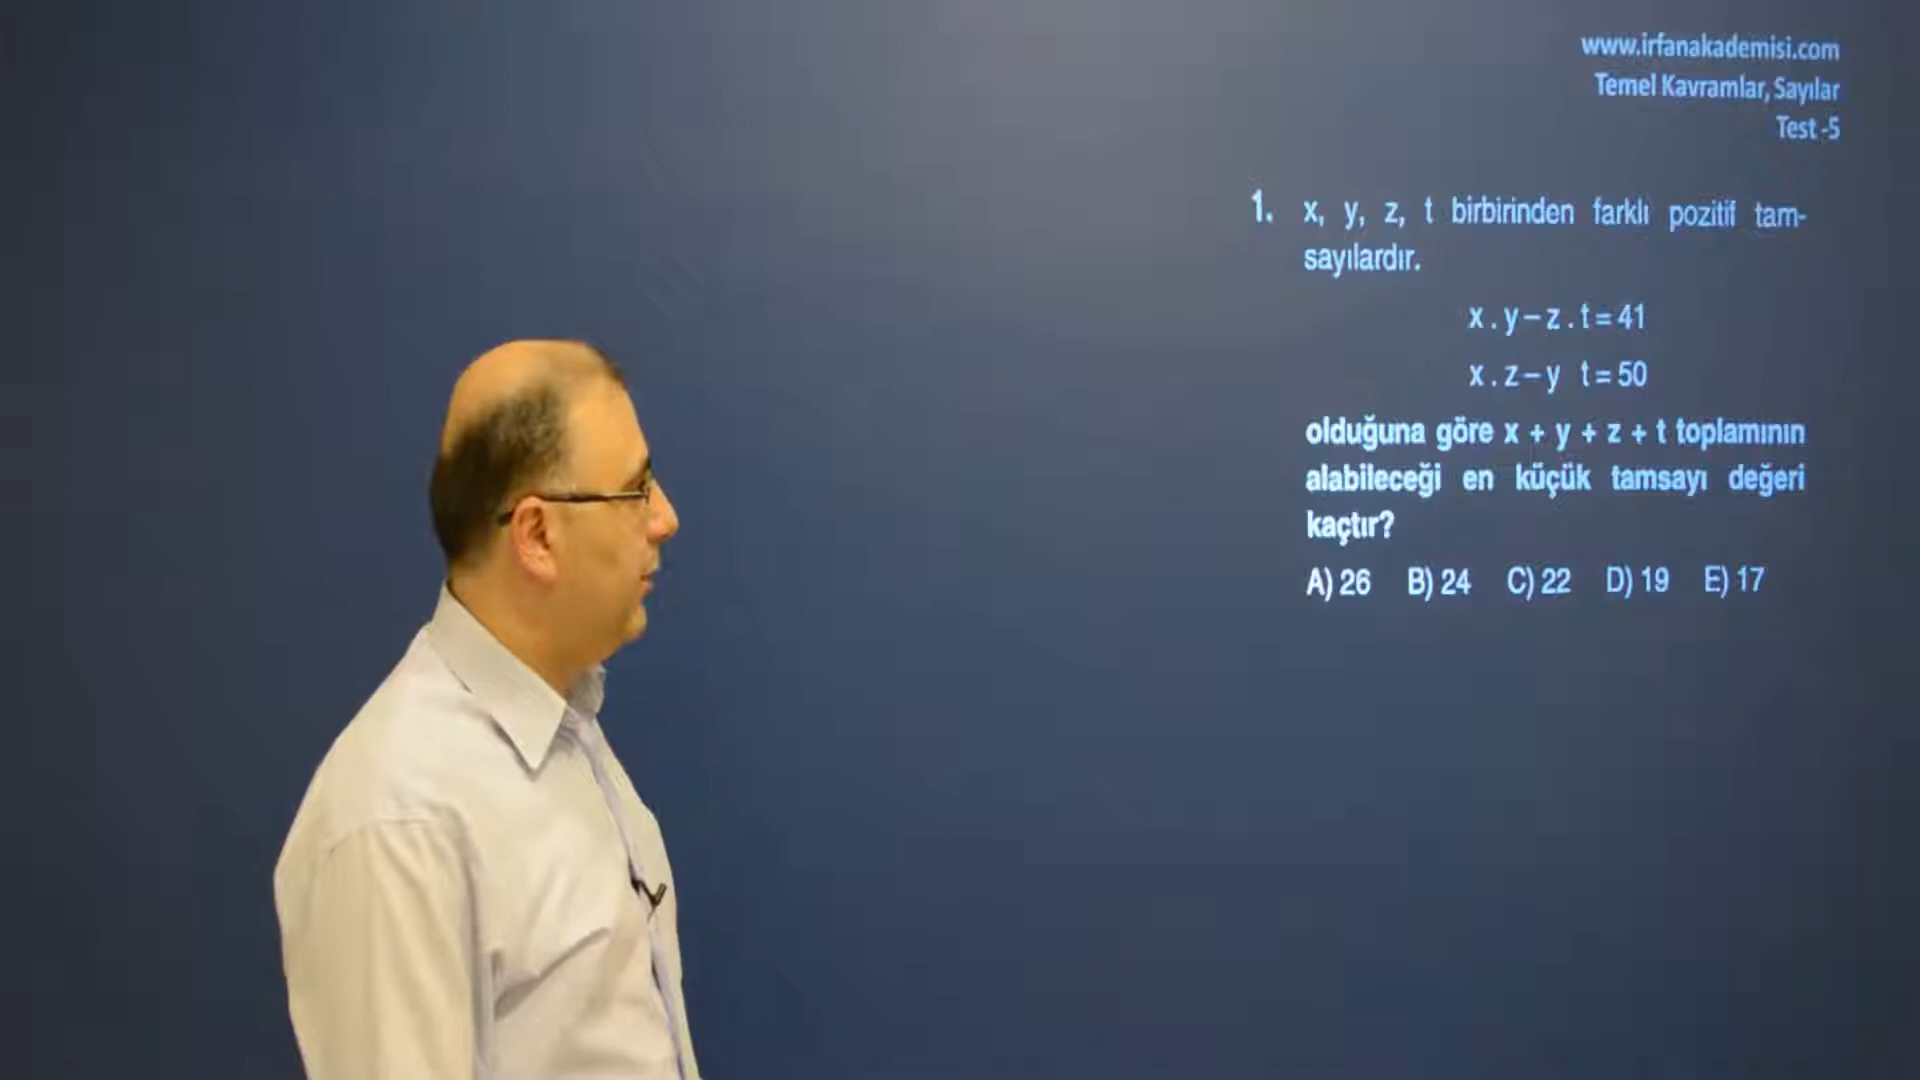 www.irfanakademisi.com
Temel Kavramlar, Sayılar
Test -5
1. x, y, z, t birbirinden farklı pozitif tam-
sayılardır.
x . y – z . t = 41
x . z – y t = 50
olduğuna göre x + y + z + t toplamının
alabileceği en küçük tamsayı değeri
kaçtır?
A) 26 B) 24 C) 22 D) 19 E) 17